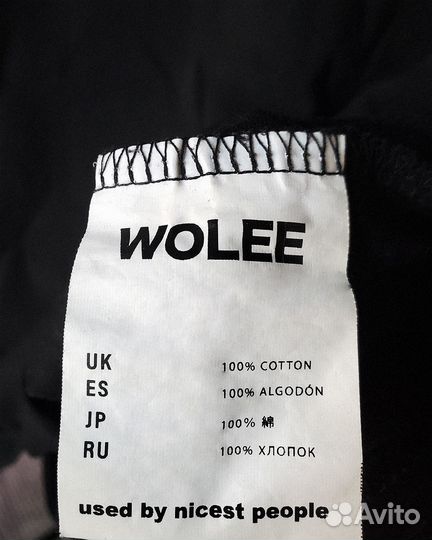 WOLEE
UK 100% COTTON
ES 100% ALGODÓN
JP 100% 綿
RU 100% ХЛОПОК
used by nicest people
Avito